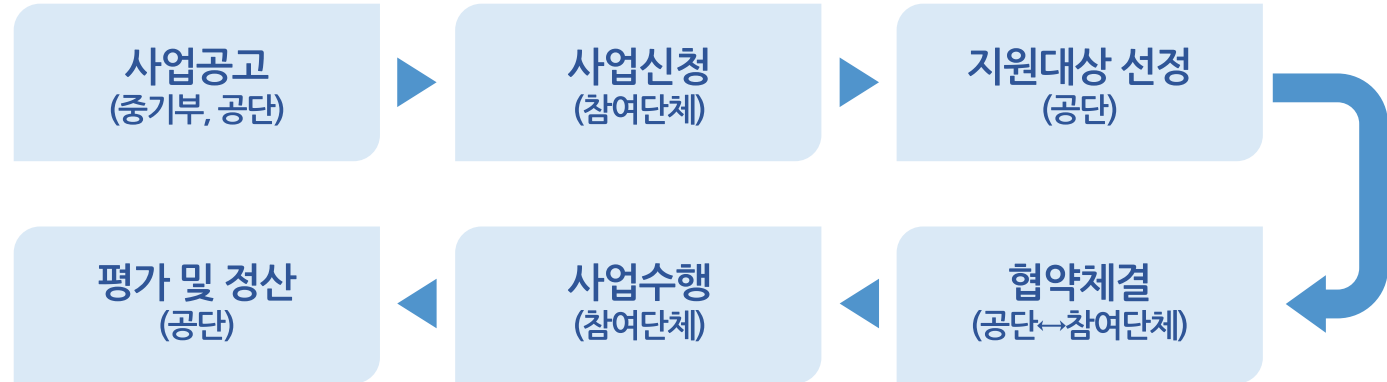 사업공고
(중기부, 공단)
사업신청
(참여단체)
지원대상 선정
(공단)
협약체결
(공단↔참여단체)
사업수행
(참여단체)
평가 및 정산
(공단)